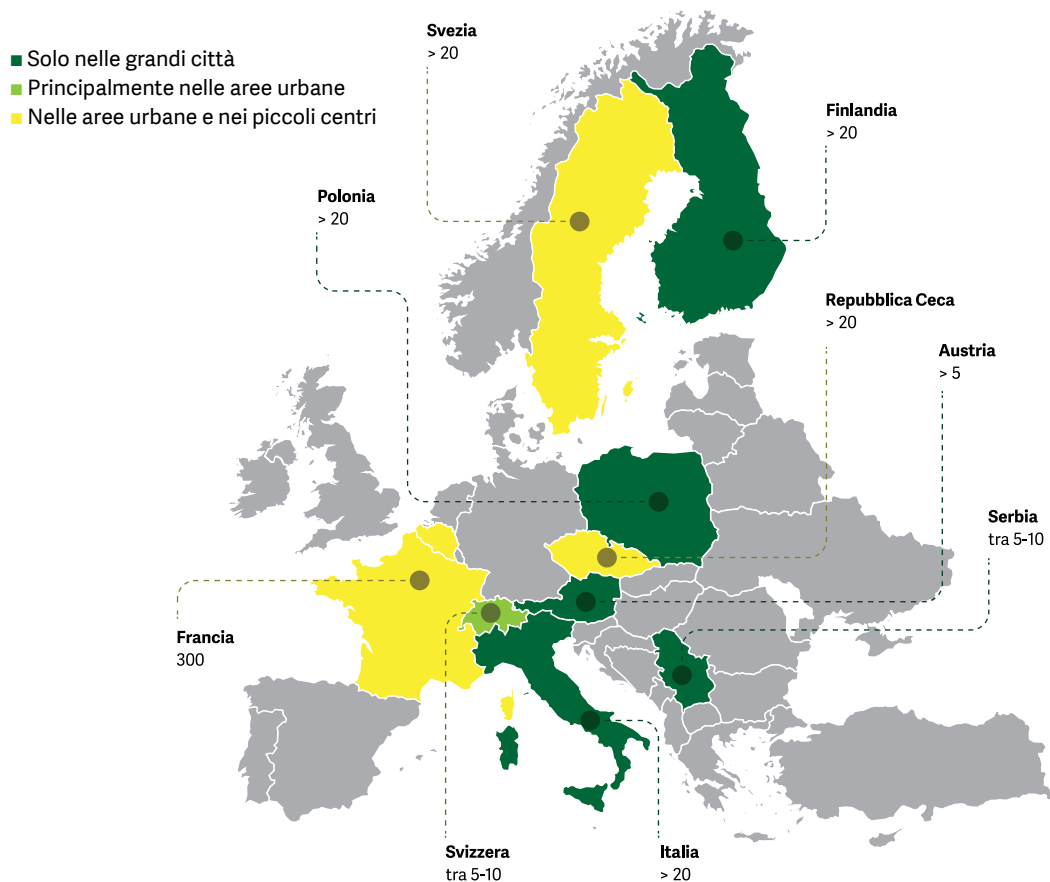 Solo nelle grandi città
Principalmente nelle aree urbane
Nelle aree urbane e nei piccoli centri
Svezia
> 20
Finlandia
> 20
Polonia
> 20
Repubblica Ceca
> 20
Austria
> 5
Serbia
tra 5-10
Francia
300
Svizzera
tra 5-10
Italia
> 20